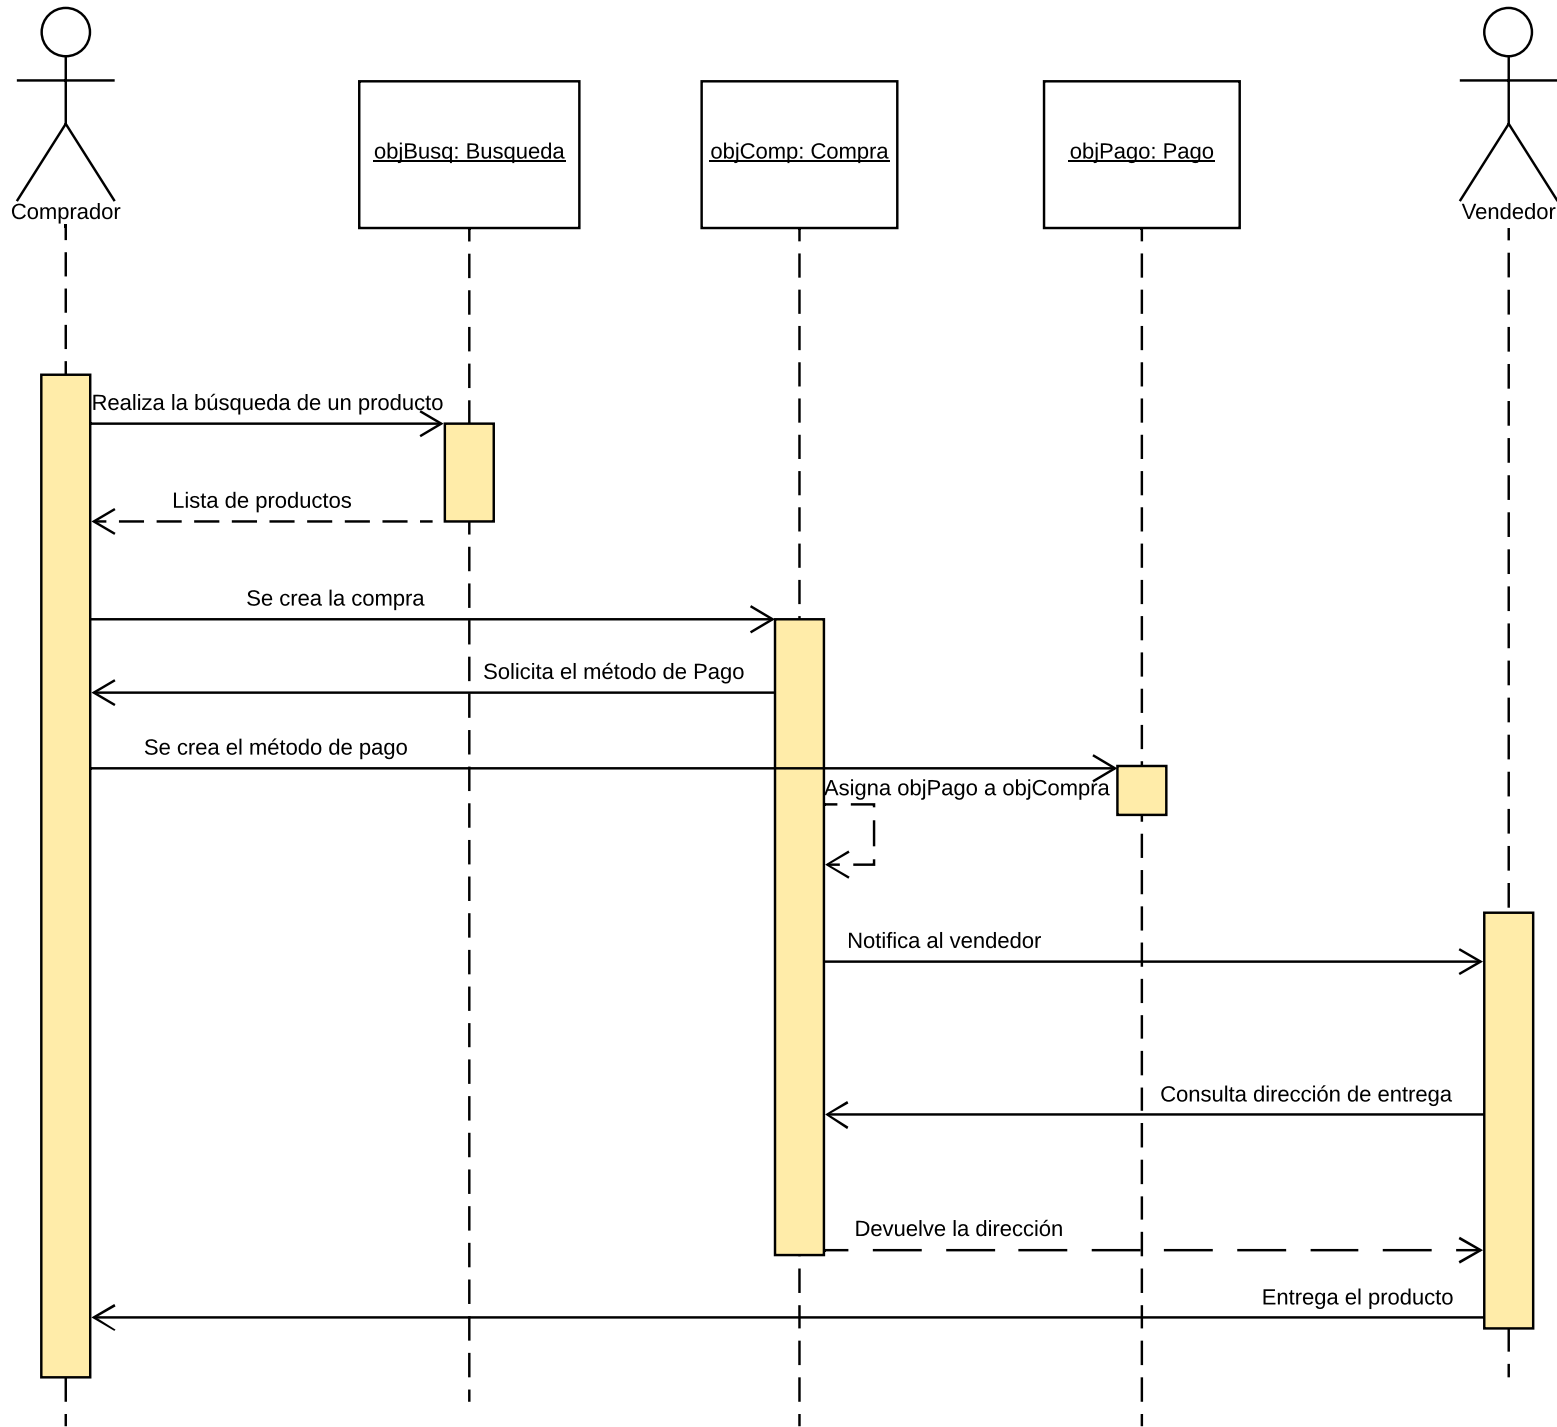 objBusq: Busqueda
objComp: Compra
objPago: Pago
Comprador
Vendedor
Realiza la búsqueda de un producto
Lista de productos
Se crea la compra
Solicita el método de Pago
Se crea el método de pago
Asigna objPago a objCompra
Notifica al vendedor
Consulta dirección de entrega
Devuelve la dirección
Entrega el producto